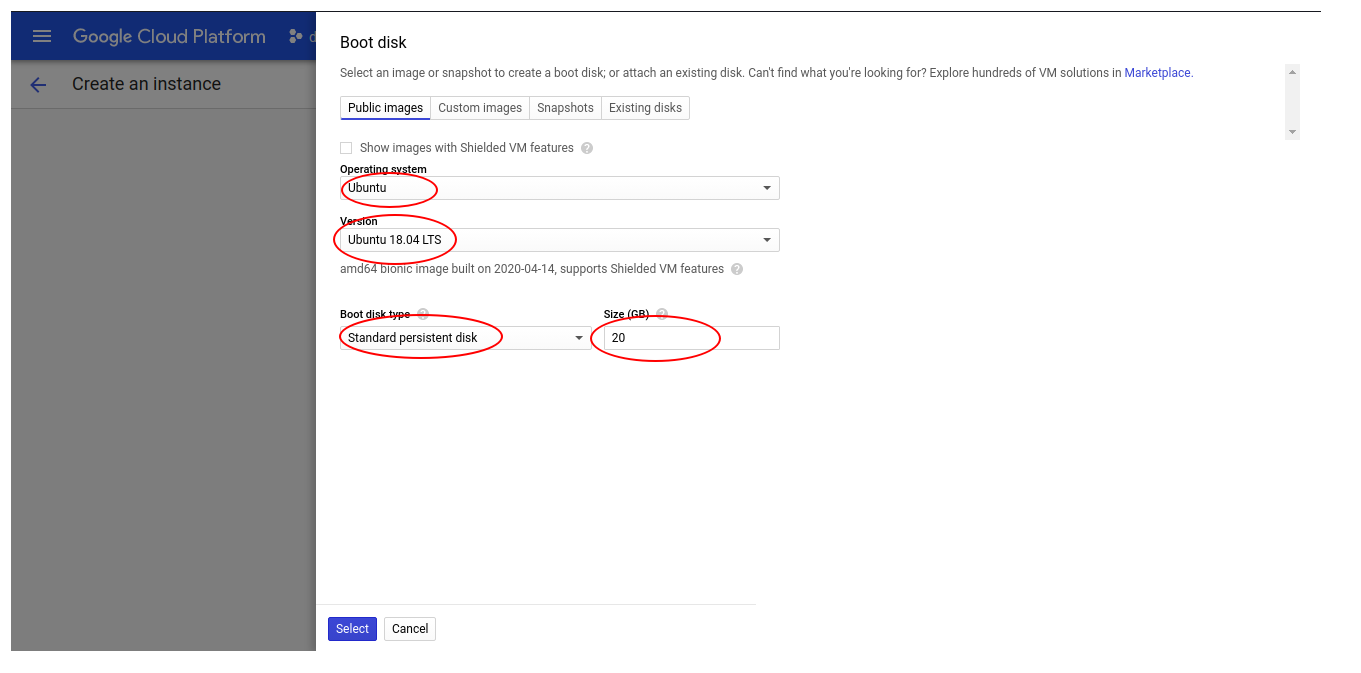 Google Cloud Platform
Create an instance
Boot disk
Select an image or snapshot to create a boot disk; or attach an existing disk. Can't find what you're looking for? Explore hundreds of VM solutions in Marketplace.
Public images Custom images Snapshots Existing disks
Show images with Shielded VM features ?
Operating system
Ubuntu
Version
Ubuntu 18.04 LTS
amd64 bionic image built on 2020-04-14, supports Shielded VM features ?
Boot disk type ? Size (GB) ?
Standard persistent disk 20
Select Cancel